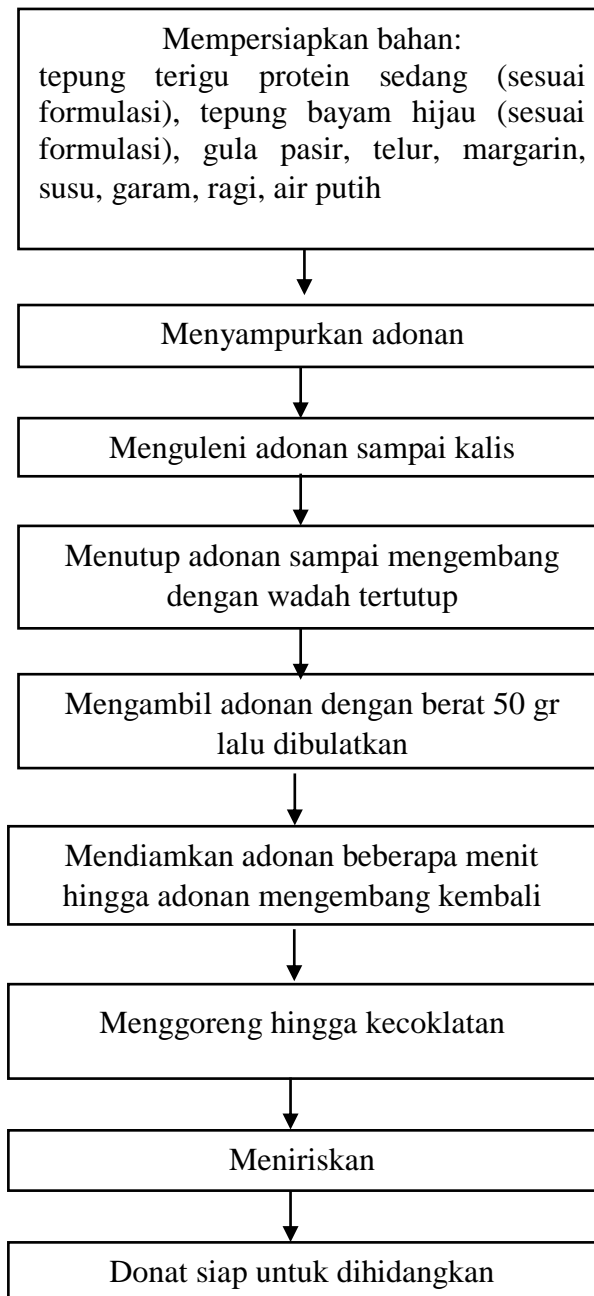 Mempersiapkan bahan:
tepung terigu protein sedang (sesuai
formulasi), tepung bayam hijau (sesuai
formulasi), gula pasir, telur, margarin,
susu, garam, ragi, air putih
Menyampurkan adonan
Menguleni adonan sampai kalis
Menutup adonan sampai mengembang
dengan wadah tertutup
Mengambil adonan dengan berat 50 gr
lalu dibulatkan
Mendiamkan adonan beberapa menit
hingga adonan mengembang kembali
Menggoreng hingga kecoklatan
Meniriskan
Donat siap untuk dihidangkan